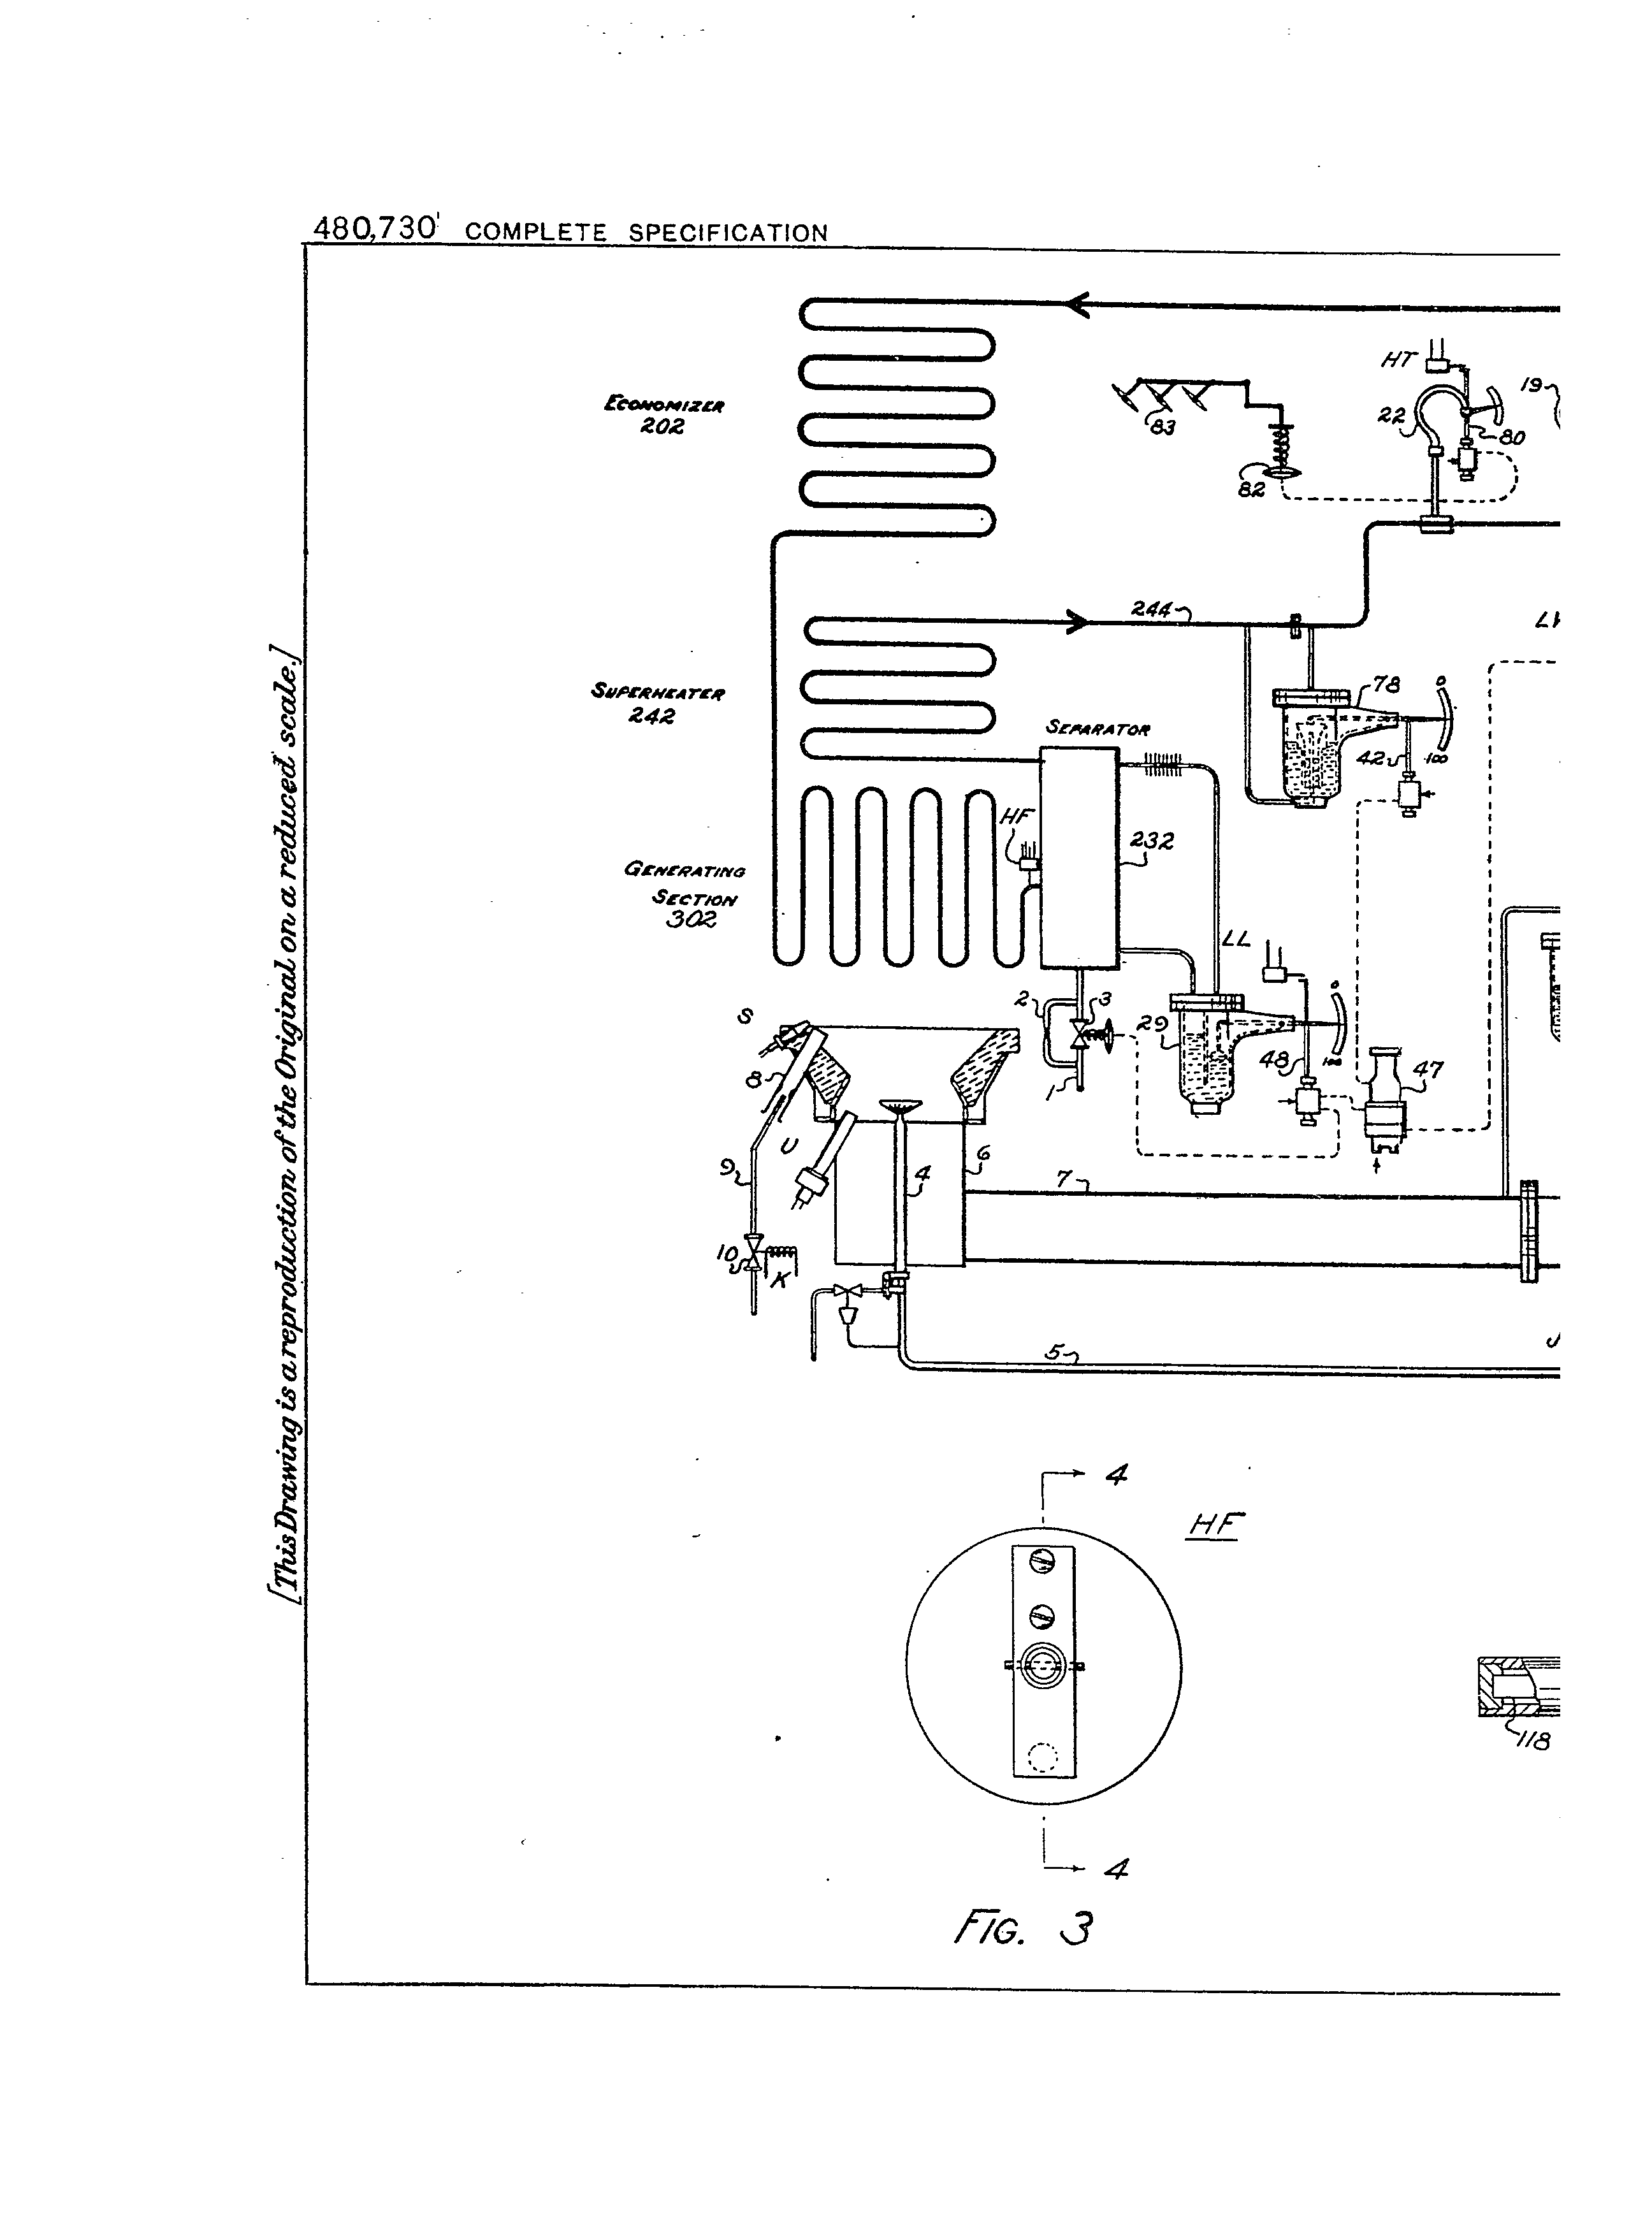 480,730 COMPLETE SPECIFICATION
[This Drawing is a reproduction of the Original on a reduced scale.]
ECONOMIZER
202
HT
22
80
19
83
82
244
SUPERHEATER
242
SEPARATOR
78
0
42
100
HF
232
GENERATING
SECTION
302
LL
2
3
29
0
48
100
47
1
S
8
U
9
4
6
7
10
K
5
4
HF
118
4
FIG. 3